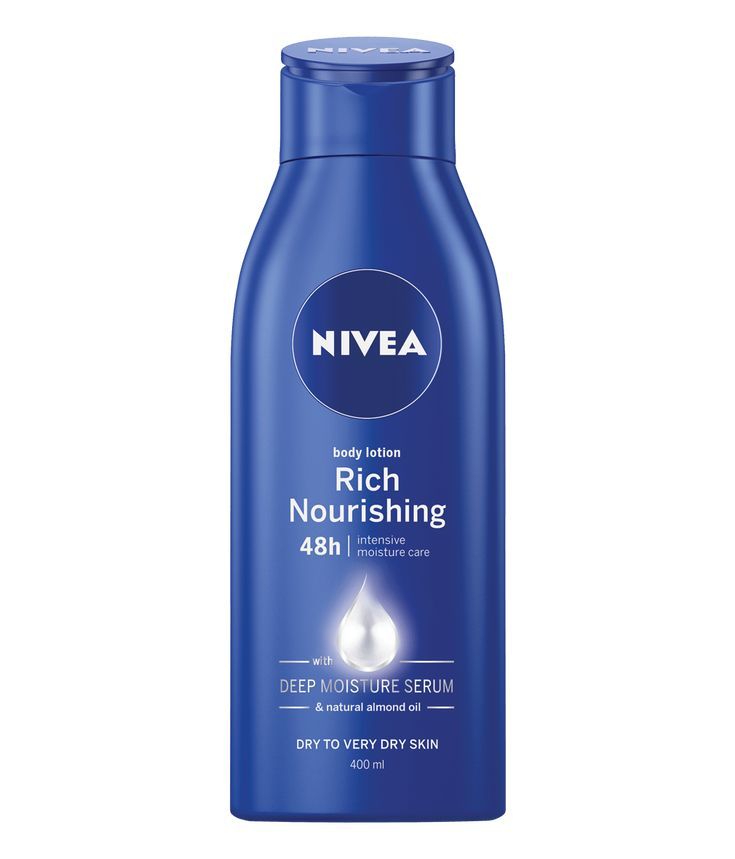 NIVEA
NIVEA
body lotion
Rich
Nourishing
48h | intensive
moisture care
with
DEEP MOISTURE SERUM
& natural almond oil
DRY TO VERY DRY SKIN
400 ml